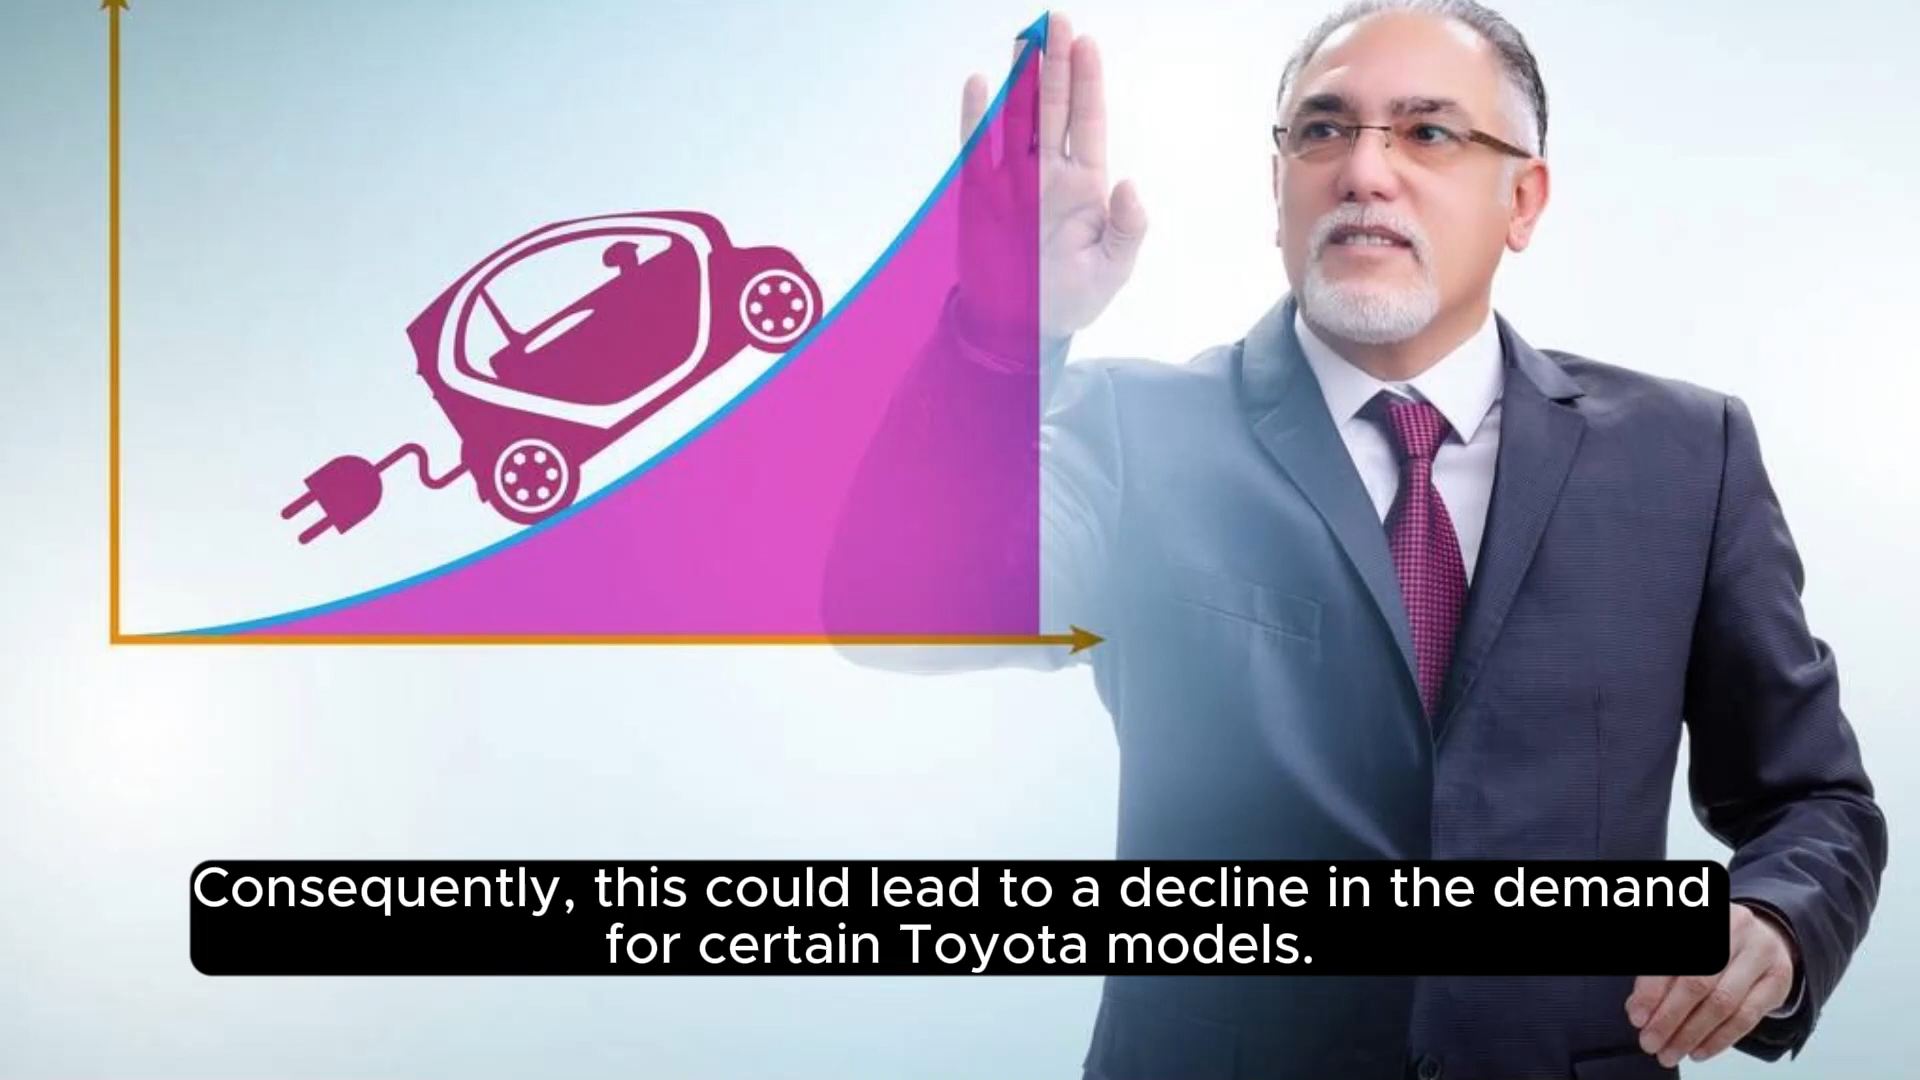 Consequently, this could lead to a decline in the demand
for certain Toyota models.